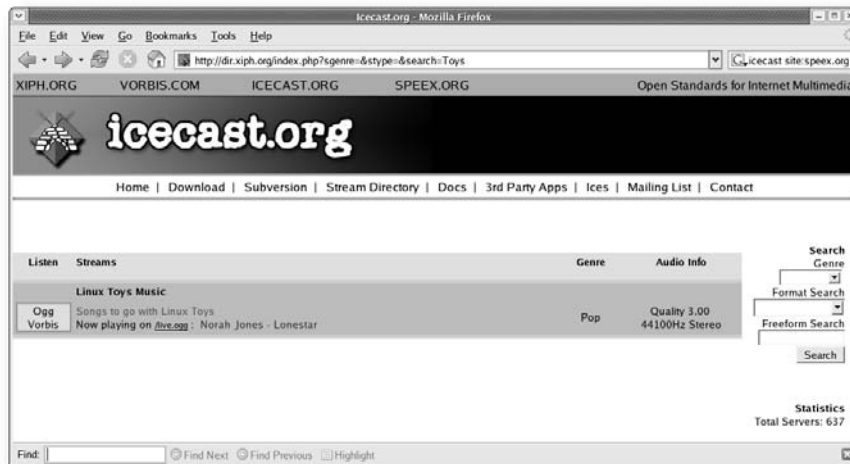 Icecast.org - Mozilla Firefox
File Edit View Go Bookmarks Tools Help
http://dir.xiph.org/index.php?sgenre=&stype=&search=Toys
icecast site:speex.org
XIPH.ORG VORBIS.COM ICECAST.ORG SPEEX.ORG Open Standards for Internet Multimedia
icecast.org
Home | Download | Subversion | Stream Directory | Docs | 3rd Party Apps | Ices | Mailing List | Contact
Search
Genre
Format Search
Freeform Search
Search
Listen Streams Genre Audio Info
Linux Toys Music
Ogg Vorbis
Songs to go with Linux Toys
Now playing on /live.ogg : Norah Jones - Lonestar
Pop
Quality 3.00
44100Hz Stereo
Statistics
Total Servers: 637
Find: Find Next Find Previous Highlight